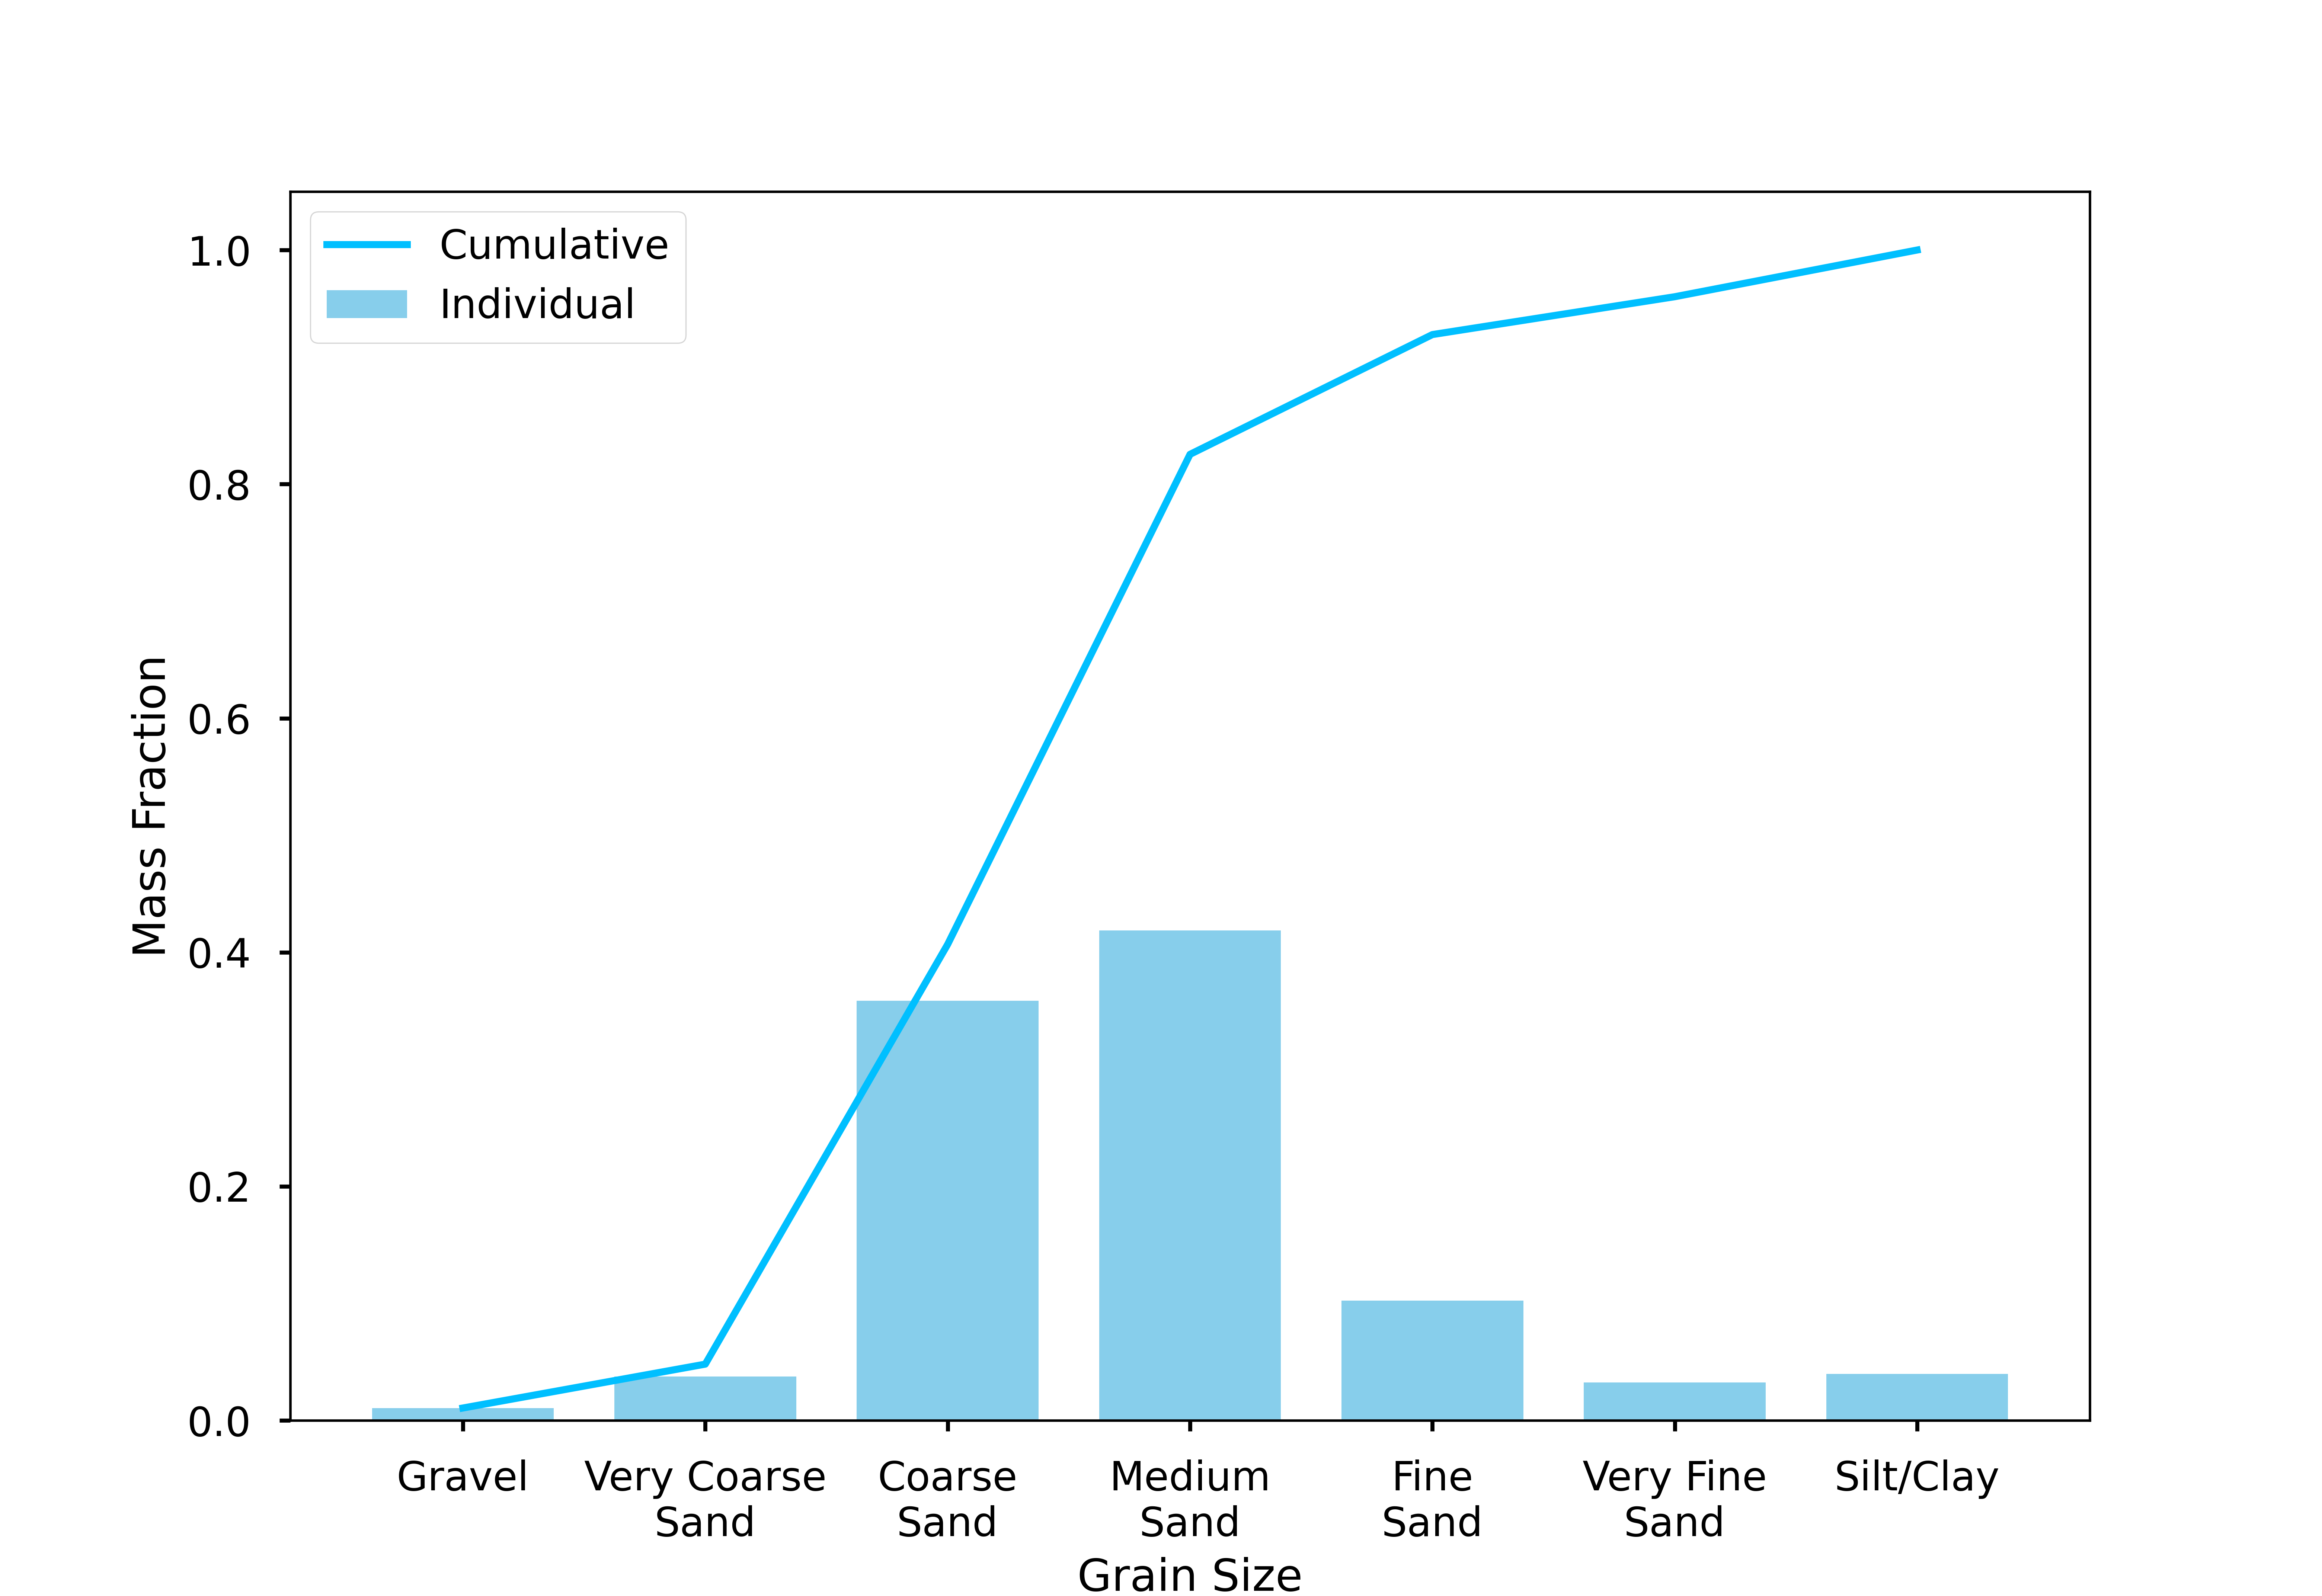 Cumulative
Individual
1.0
0.8
0.6
0.4
0.2
0.0
Mass Fraction
Gravel
Very Coarse
Sand
Coarse
Sand
Medium
Sand
Fine
Sand
Very Fine
Sand
Silt/Clay
Grain Size